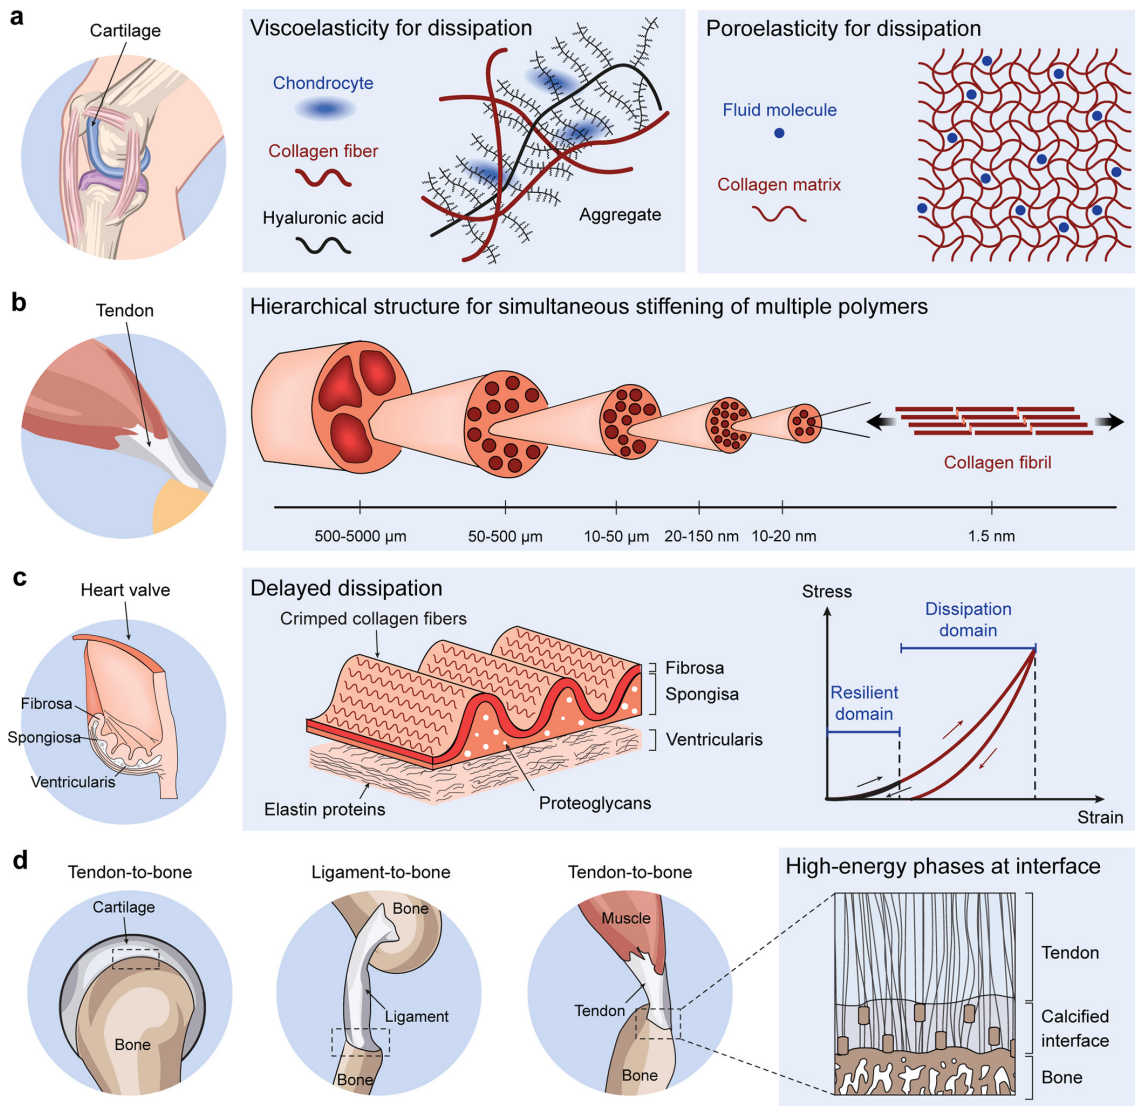 a
Cartilage
Viscoelasticity for dissipation
Chondrocyte
Collagen fiber
Hyaluronic acid
Aggregate
Poroelasticity for dissipation
Fluid molecule
Collagen matrix
b
Tendon
Hierarchical structure for simultaneous stiffening of multiple polymers
Collagen fibril
500-5000 µm
50-500 µm
10-50 µm
20-150 nm
10-20 nm
1.5 nm
c
Heart valve
Fibrosa
Spongiosa
Ventricularis
Delayed dissipation
Crimped collagen fibers
Fibrosa
Spongisa
Ventricularis
Elastin proteins
Proteoglycans
Stress
Dissipation
domain
Resilient
domain
Strain
d
Tendon-to-bone
Cartilage
Bone
Ligament-to-bone
Bone
Ligament
Bone
Tendon-to-bone
Muscle
Tendon
Bone
High-energy phases at interface
Tendon
Calcified
interface
Bone